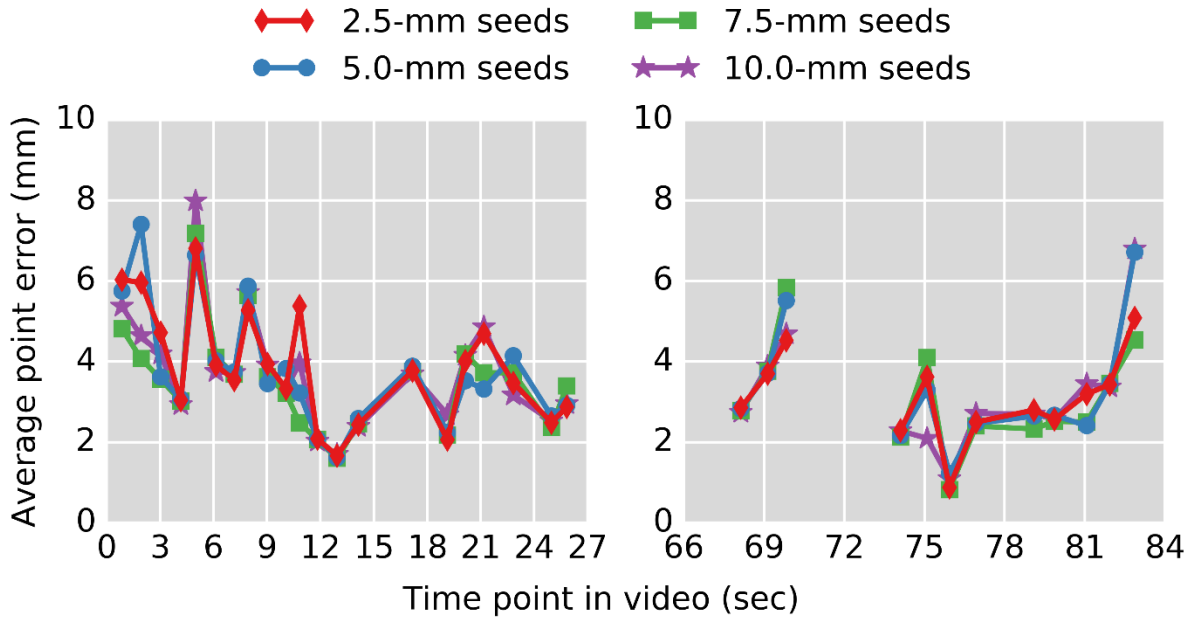 2.5-mm seeds 7.5-mm seeds
5.0-mm seeds 10.0-mm seeds
Average point error (mm)
10 10
8 8
6 6
4 4
2 2
0 0
0 3 6 9 12 15 18 21 24 27 66 69 72 75 78 81 84
Time point in video (sec)